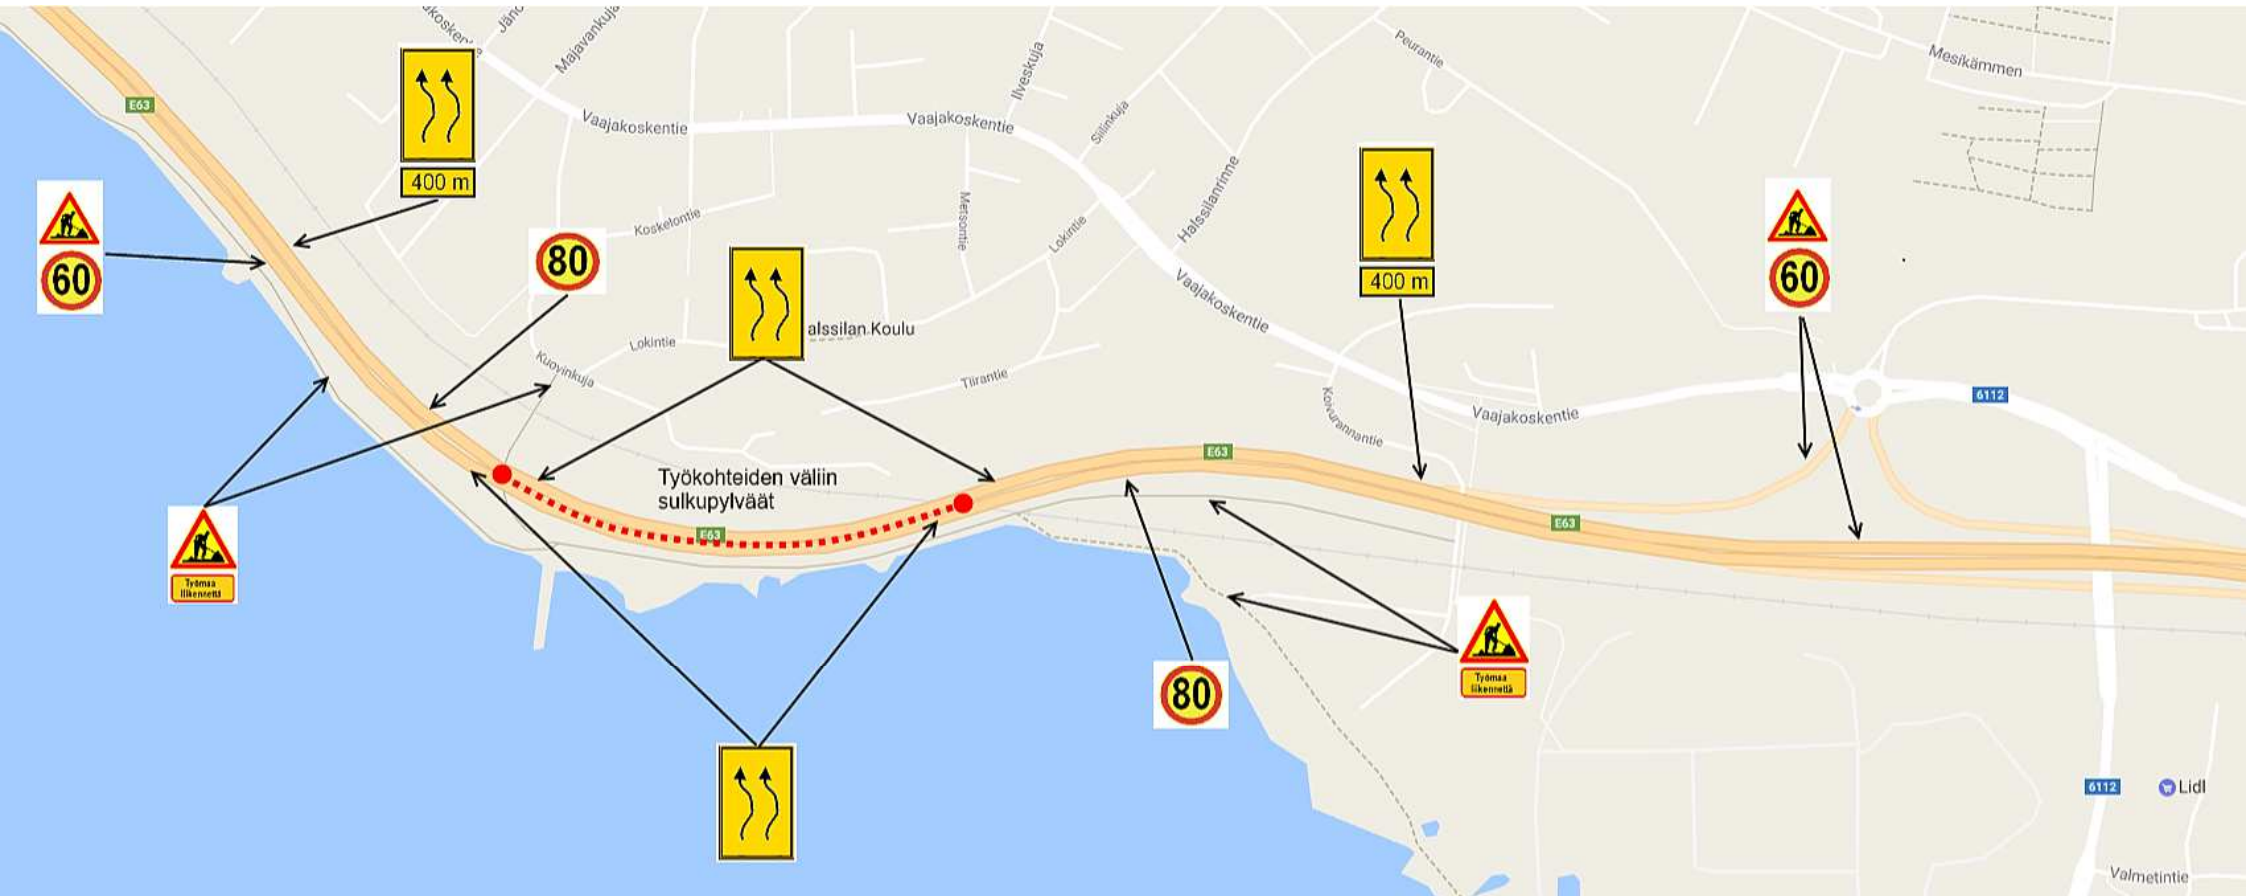 akoskentie
Jänö
Majavankuja
Ilveskuja
Peurantie
Mesikämmen
E63
Vaajakoskentie
Vaajakoskentie
Siilinkuja
400 m
Koskelontie
Metsontie
Lokintie
Halssilanrinne
400 m
60
80
60
Vaajakoskentie
alssilan Koulu
Lokintie
Kuovinkuja
Tiirantie
Koivurannantie
Vaajakoskentie
6112
E63
Työkohteiden väliin
sulkupylväät
E63
E63
Työmaa
liikennettä
Työmaa
liikennettä
80
6112
Lidl
Valmetintie